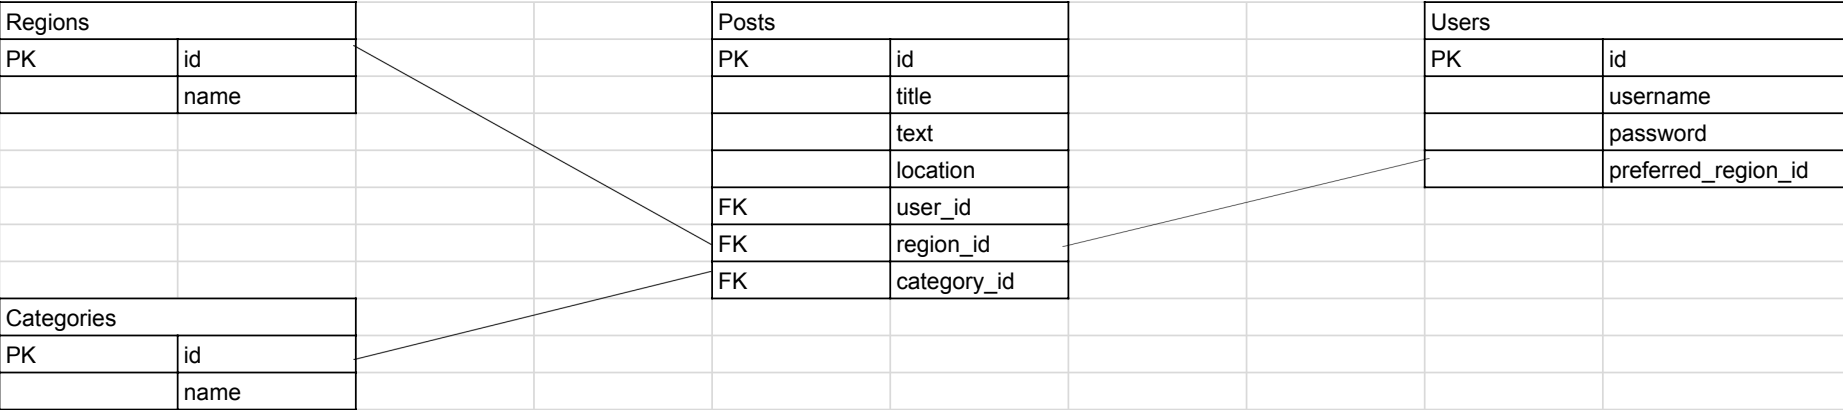 Regions
PK id
name
Categories
PK id
name
Posts
PK id
title
text
location
FK user_id
FK region_id
FK category_id
Users
PK id
username
password
preferred_region_id